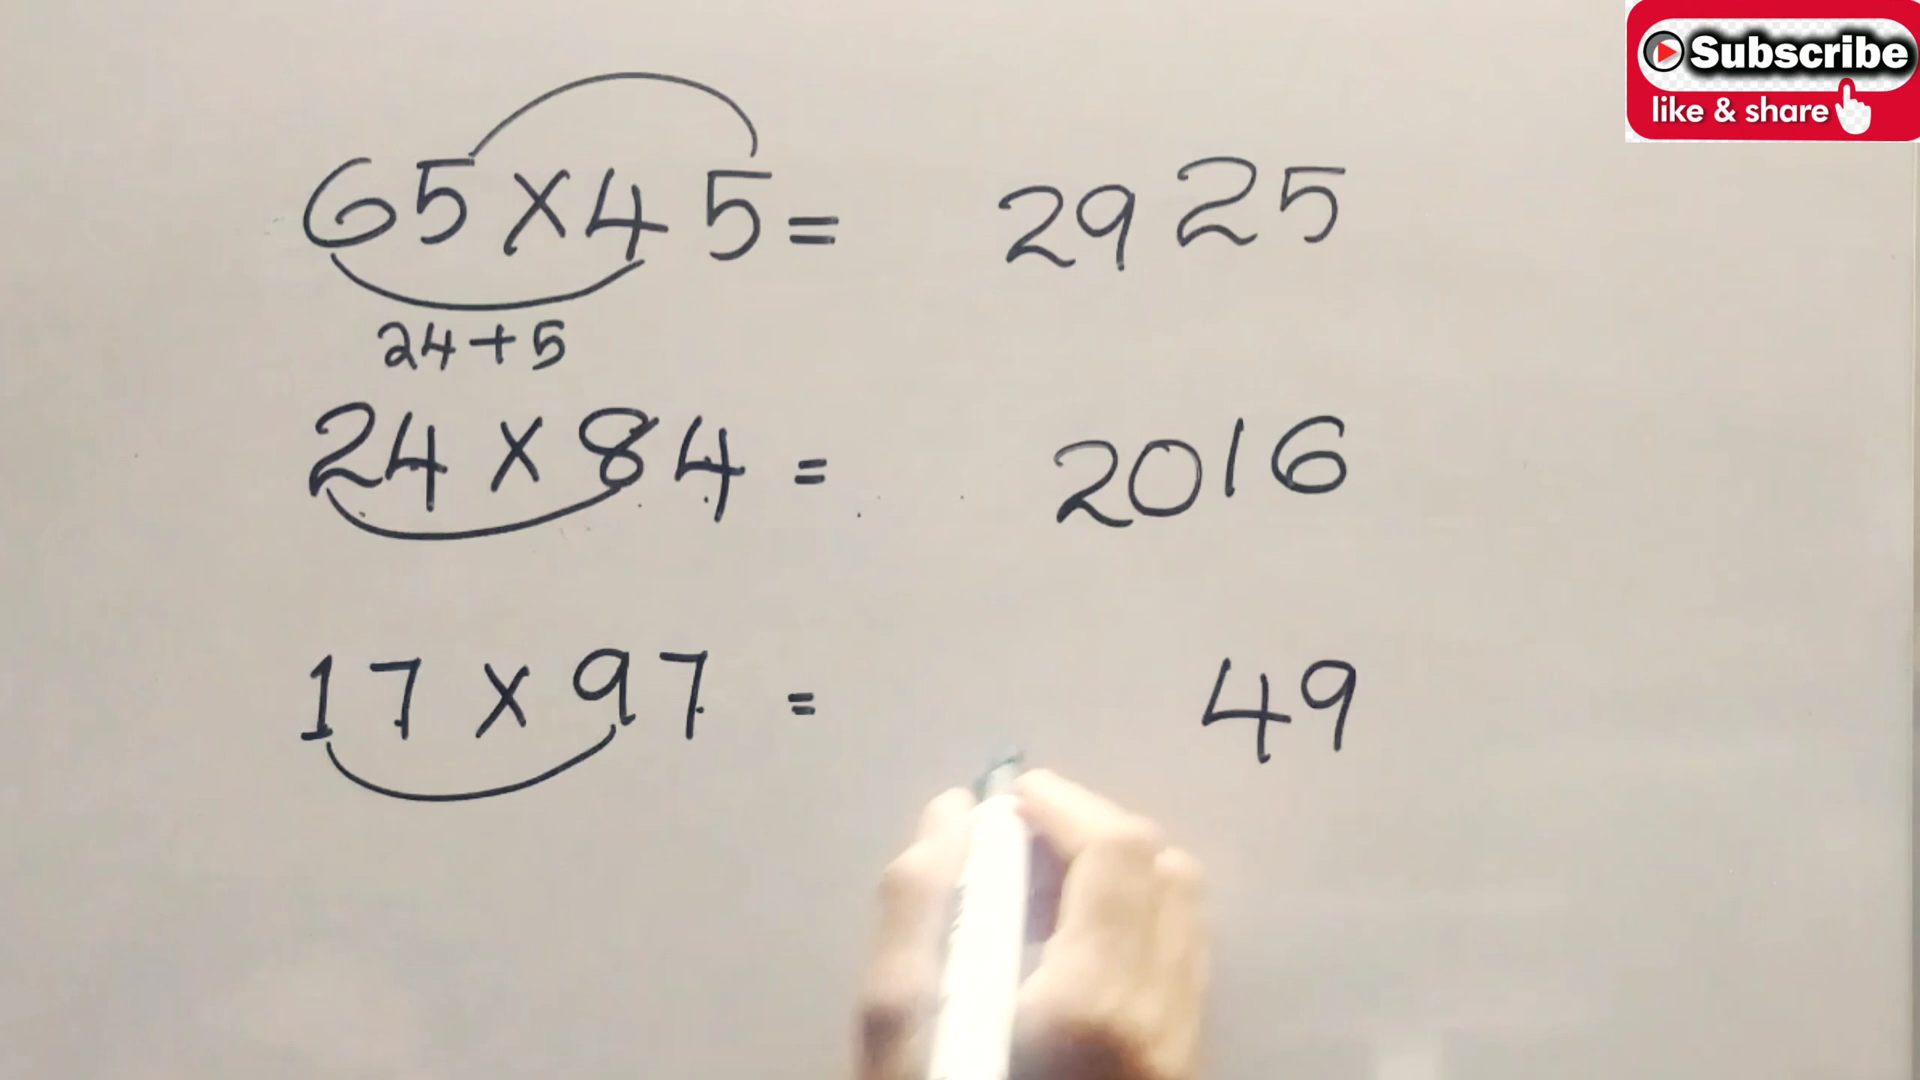 Subscribe
like & share
65×45= 2925
24+5
24×84= 2016
17×97= 49